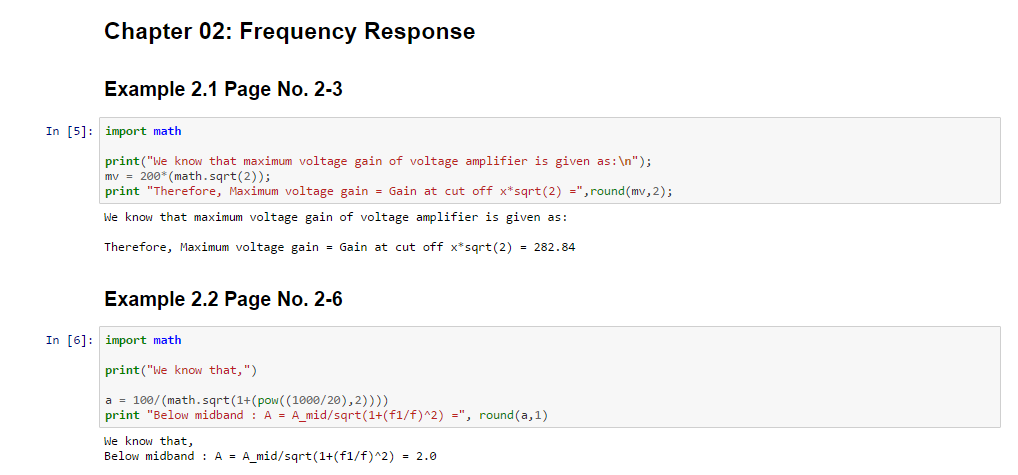 Chapter 02: Frequency Response
Example 2.1 Page No. 2-3
In [5]: import math
print("We know that maximum voltage gain of voltage amplifier is given as:\n");
mv = 200*(math.sqrt(2));
print "Therefore, Maximum voltage gain = Gain at cut off x*sqrt(2) =",round(mv,2);
We know that maximum voltage gain of voltage amplifier is given as:
Therefore, Maximum voltage gain = Gain at cut off x*sqrt(2) = 282.84
Example 2.2 Page No. 2-6
In [6]: import math
print("We know that,")
a = 100/(math.sqrt(1+(pow((1000/20),2))))
print "Below midband : A = A_mid/sqrt(1+(f1/f)^2) =", round(a,1)
We know that,
Below midband : A = A_mid/sqrt(1+(f1/f)^2) = 2.0